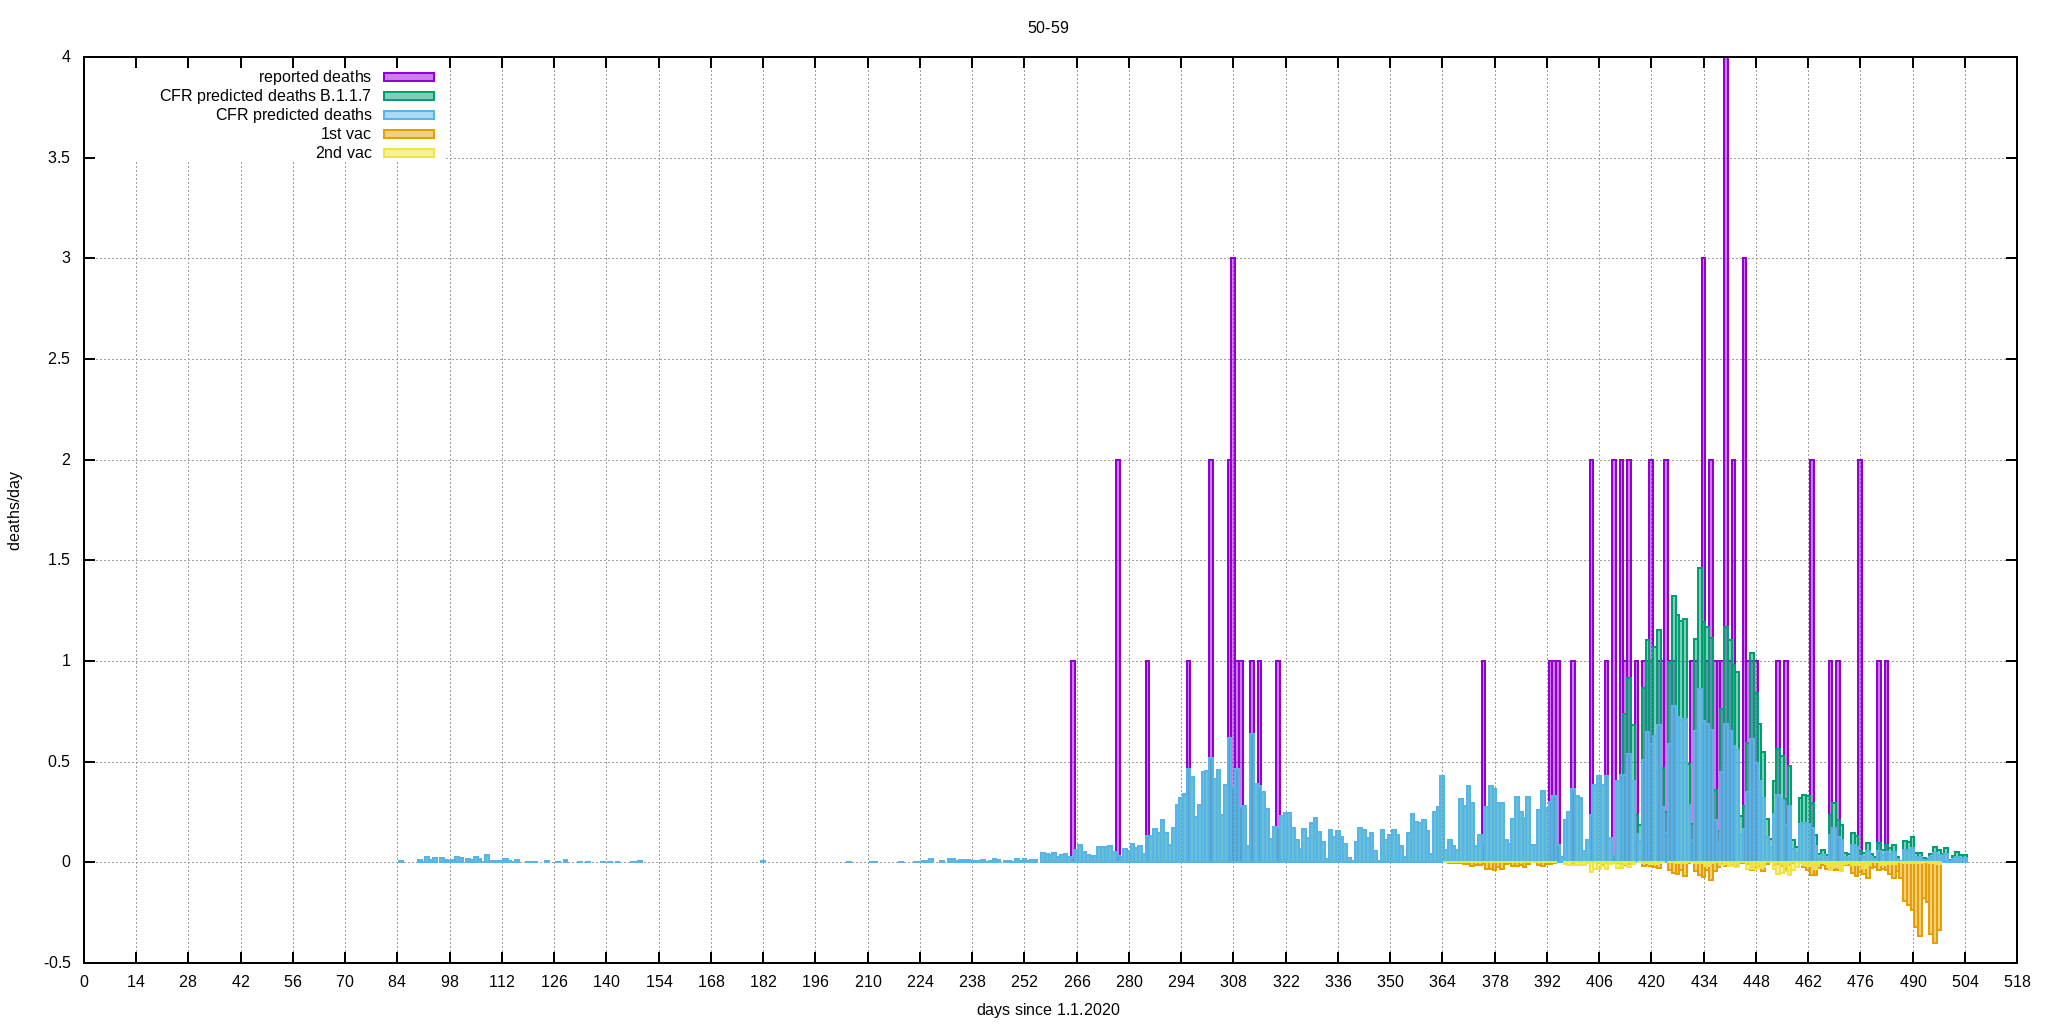 50-59
reported deaths
CFR predicted deaths B.1.1.7
CFR predicted deaths
1st vac
2nd vac
4
3.5
3
2.5
2
1.5
1
0.5
0
-0.5
deaths/day
0 14 28 42 56 70 84 98 112 126 140 154 168 182 196 210 224 238 252 266 280 294 308 322 336 350 364 378 392 406 420 434 448 462 476 490 504 518
days since 1.1.2020